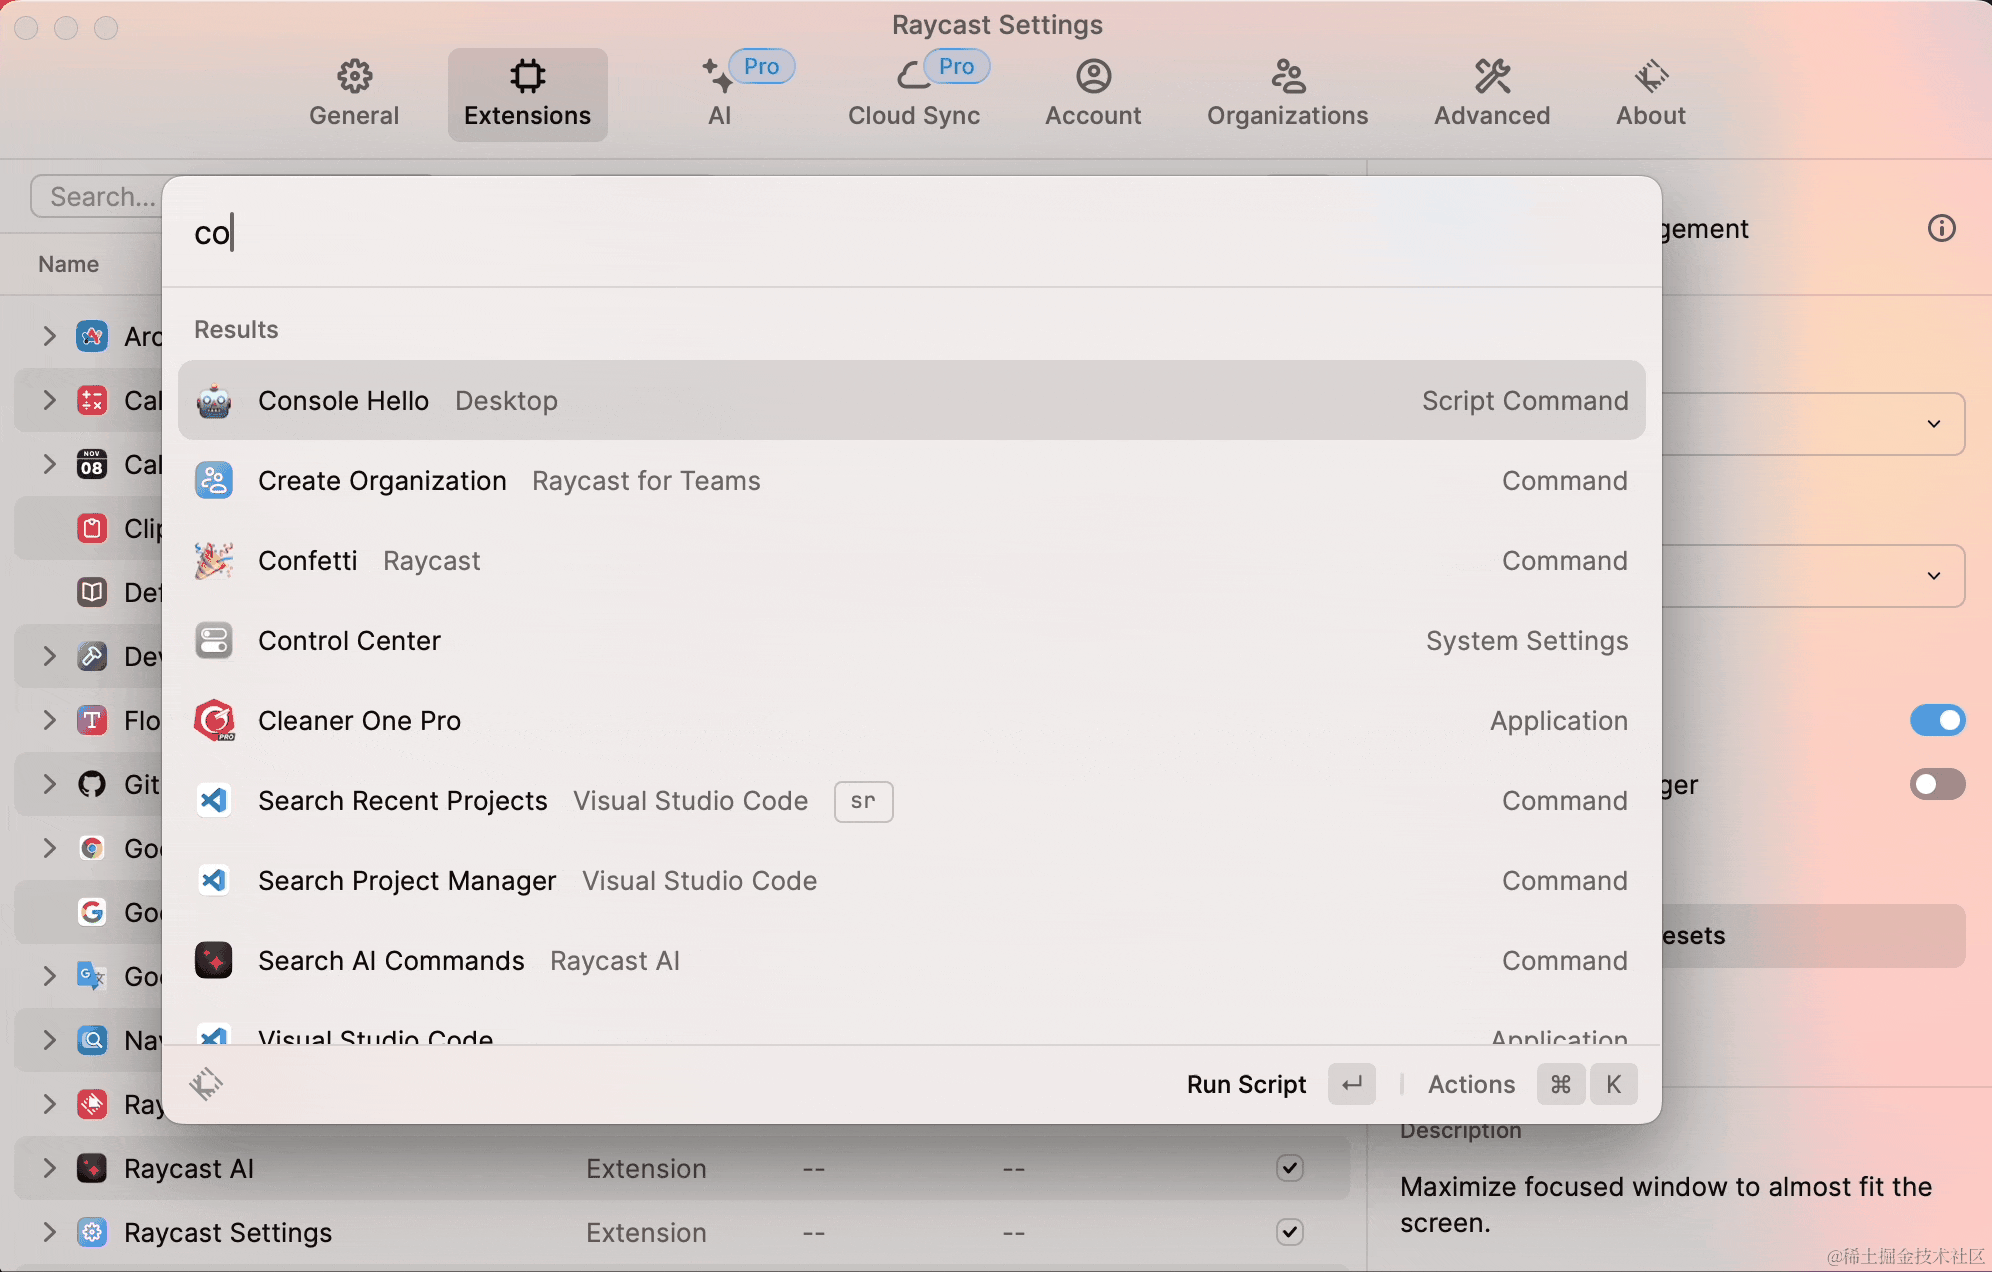 Raycast Settings
General
Extensions
Pro
AI
Pro
Cloud Sync
Account
Organizations
Advanced
About
Search...
gement
co
Name
Results
Arc
Console Hello Desktop Script Command
Cal
Create Organization Raycast for Teams Command
NOV
08
Cal
Confetti Raycast Command
Clip
Control Center System Settings
Def
Dev
Cleaner One Pro Application
Flo
Search Recent Projects Visual Studio Code sr Command
Git
ger
Goo
Search Project Manager Visual Studio Code Command
Goo
esets
Search AI Commands Raycast AI Command
Goo
Visual Studio Code Application
Nav
Run Script ↵ Actions ⌘ K
Ray
Description
Raycast AI Extension -- --
Maximize focused window to almost fit the
screen.
Raycast Settings Extension -- --
@稀土掘金技术社区